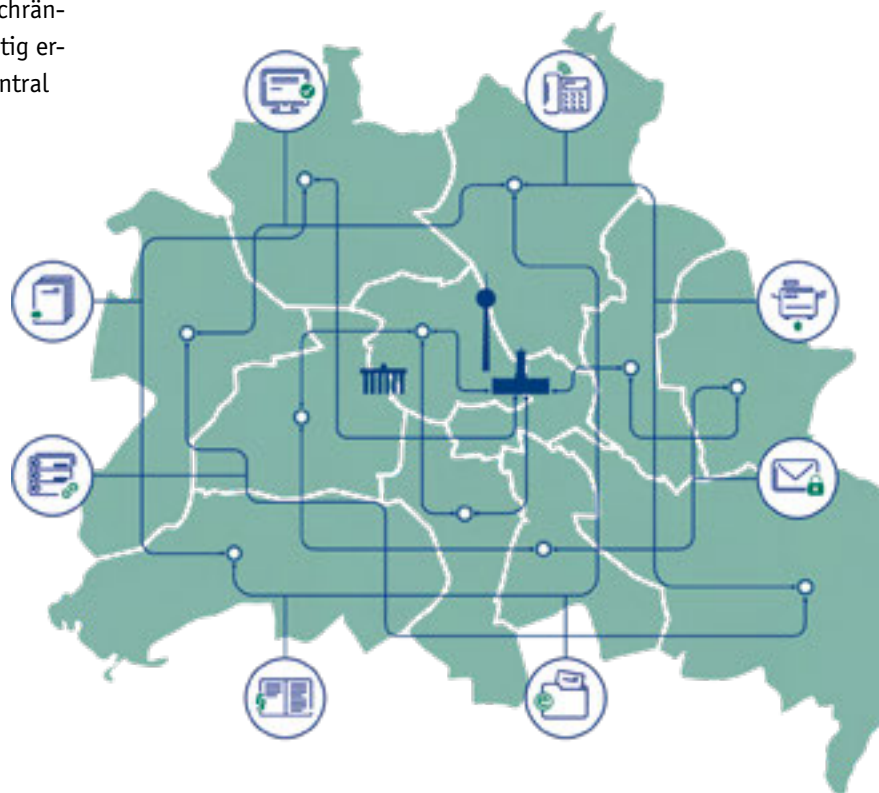 chrän-
tig er-
ntral